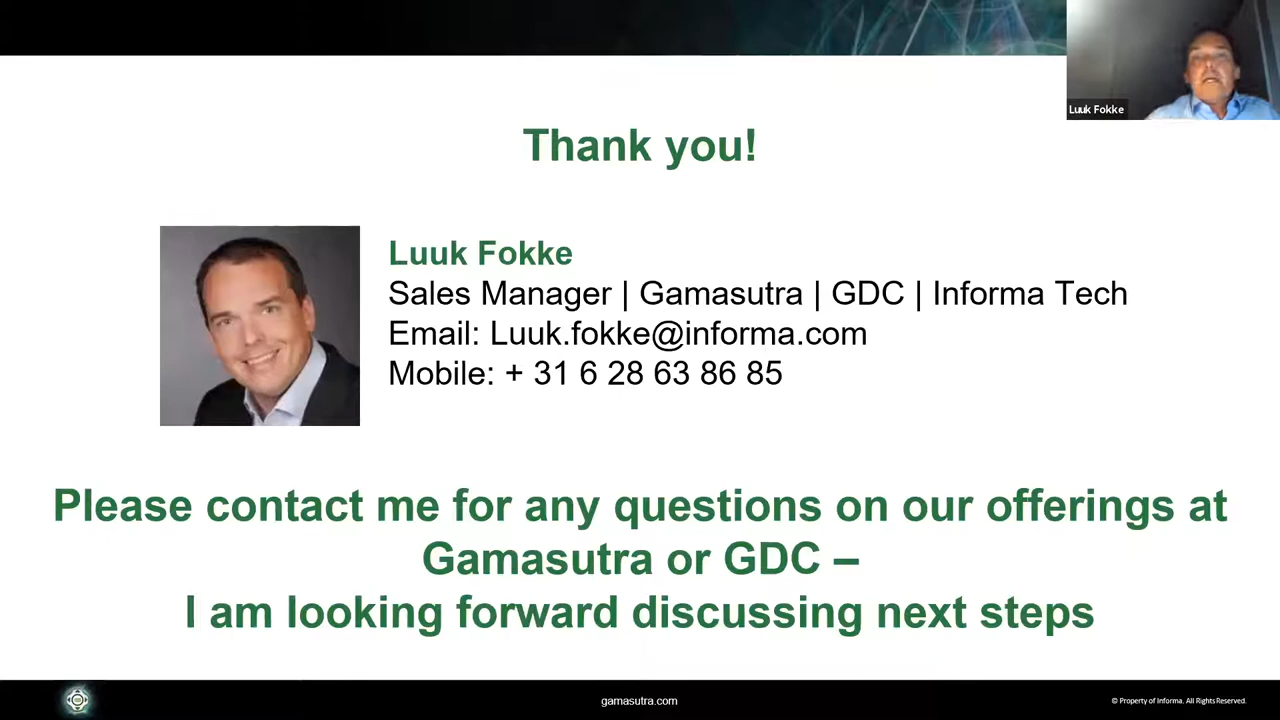 Luuk Fokke
Thank you!
Luuk Fokke
Sales Manager | Gamasutra | GDC | Informa Tech
Email: Luuk.fokke@informa.com
Mobile: + 31 6 28 63 86 85
Please contact me for any questions on our offerings at
Gamasutra or GDC –
I am looking forward discussing next steps
gamasutra.com
© Property of Informa. All Rights Reserved.